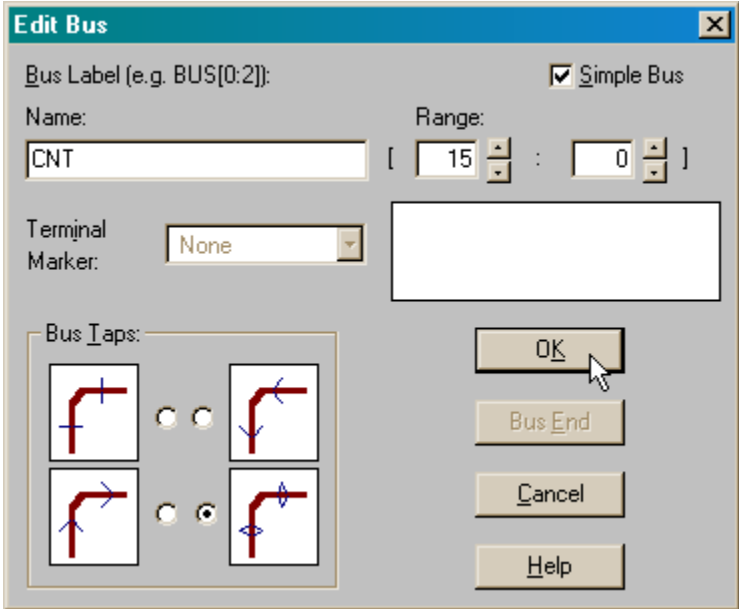 Edit Bus
Bus Label (e.g. BUS[0:2]):
Simple Bus
Name:
Range:
CNT
[ 15 : 0 ]
Terminal
Marker:
None
Bus Taps:
OK
Bus End
Cancel
Help